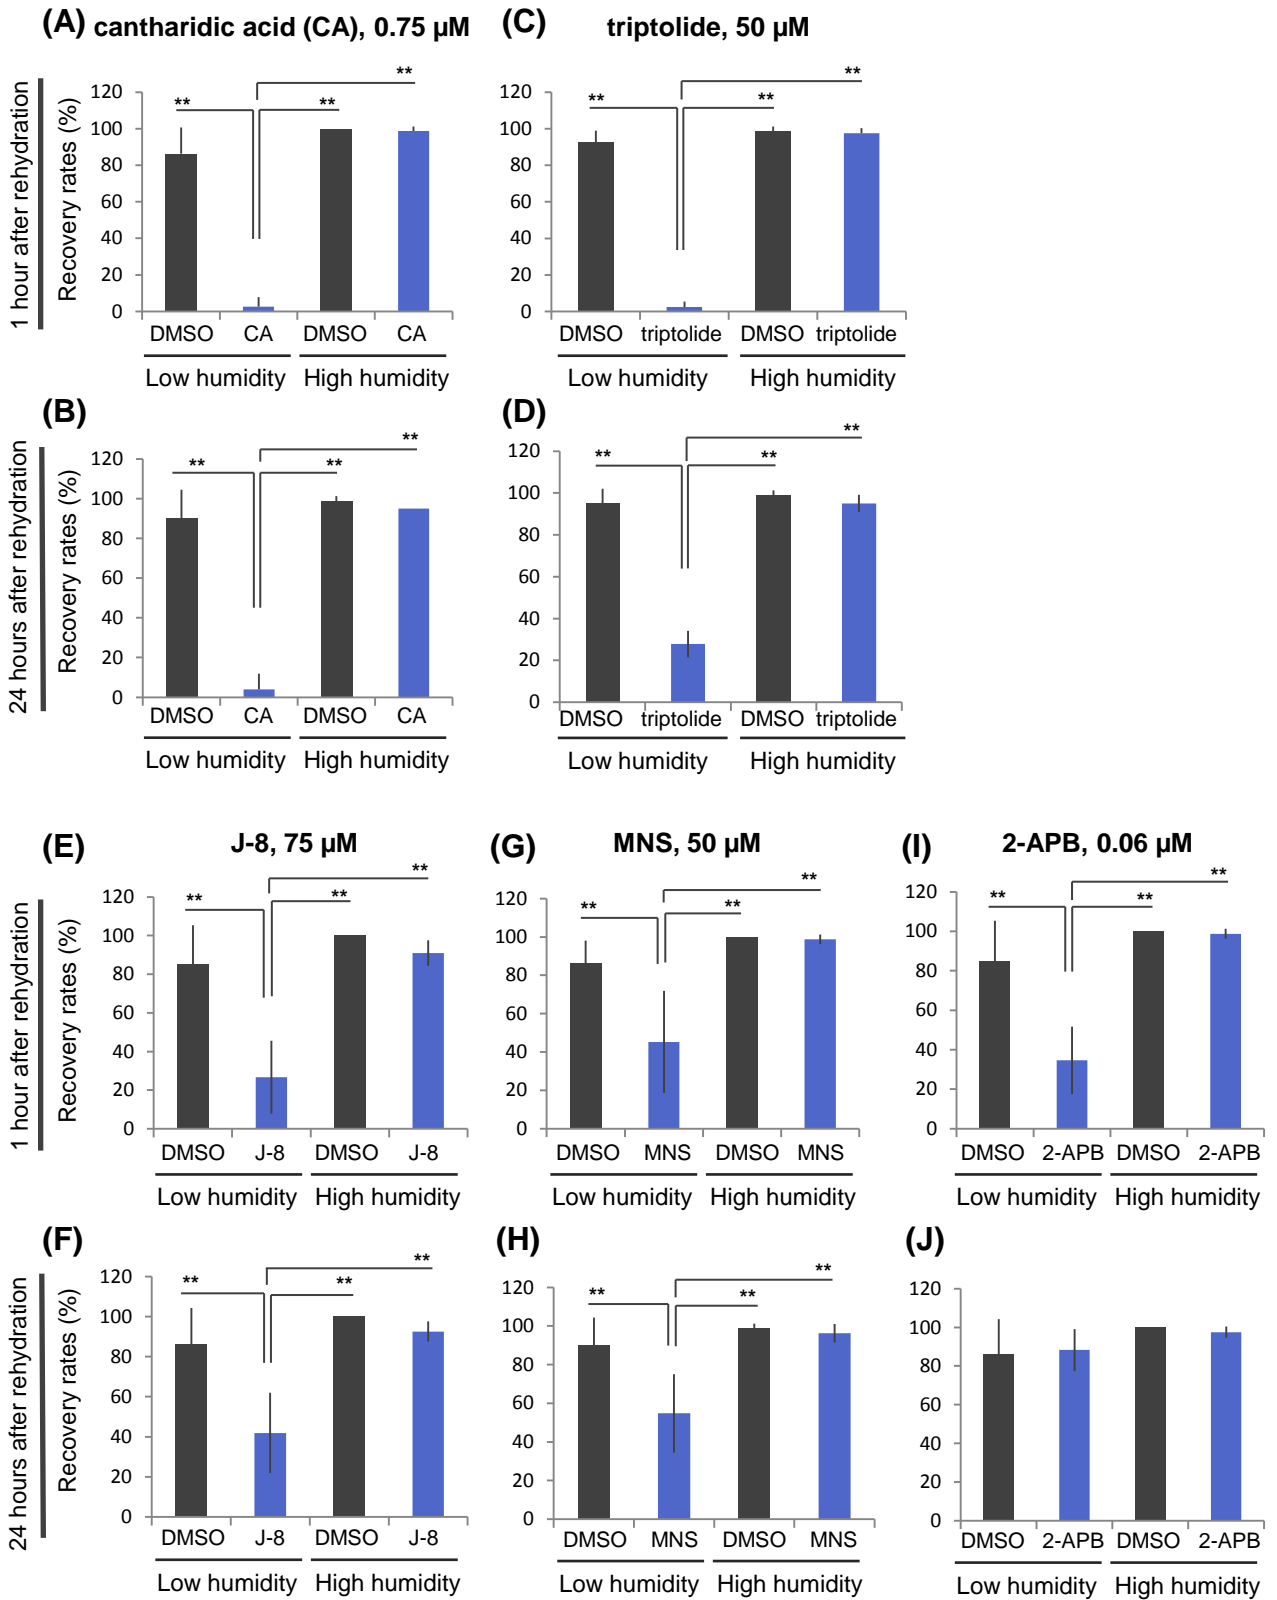 (A) cantharidic acid (CA), 0.75 µM
1 hour after rehydration
Recovery rates (%)
120
100
80
60
40
20
0
** ** **
DMSO CA DMSO CA
Low humidity High humidity
(C) triptolide, 50 µM
120
100
80
60
40
20
0
** ** **
DMSO triptolide DMSO triptolide
Low humidity High humidity
(B)
24 hours after rehydration
Recovery rates (%)
120
100
80
60
40
20
0
** ** **
DMSO CA DMSO CA
Low humidity High humidity
(D)
120
100
80
60
40
20
0
** ** **
DMSO triptolide DMSO triptolide
Low humidity High humidity
(E) J-8, 75 µM
1 hour after rehydration
Recovery rates (%)
120
100
80
60
40
20
0
** ** **
DMSO J-8 DMSO J-8
Low humidity High humidity
(G) MNS, 50 µM
120
100
80
60
40
20
0
** ** **
DMSO MNS DMSO MNS
Low humidity High humidity
(I) 2-APB, 0.06 µM
120
100
80
60
40
20
0
** ** **
DMSO 2-APB DMSO 2-APB
Low humidity High humidity
(F)
24 hours after rehydration
Recovery rates (%)
120
100
80
60
40
20
0
** ** **
DMSO J-8 DMSO J-8
Low humidity High humidity
(H)
120
100
80
60
40
20
0
** ** **
DMSO MNS DMSO MNS
Low humidity High humidity
(J)
120
100
80
60
40
20
0
DMSO 2-APB DMSO 2-APB
Low humidity High humidity